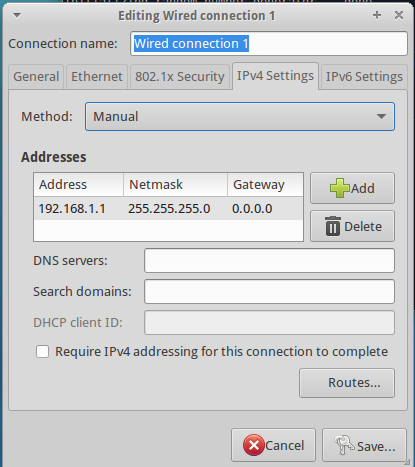 Editing Wired connection 1
Connection name: Wired connection 1
General Ethernet 802.1x Security IPv4 Settings IPv6 Settings
Method: Manual
Addresses
Address Netmask Gateway
192.168.1.1 255.255.255.0 0.0.0.0
Add
Delete
DNS servers:
Search domains:
DHCP client ID:
Require IPv4 addressing for this connection to complete
Routes...
Cancel Save...